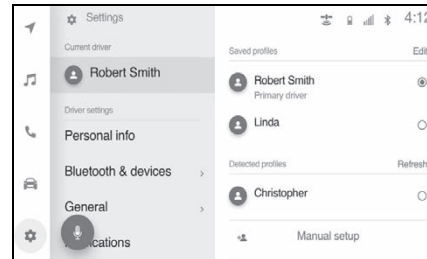 Settings
4:12
Current driver
Robert Smith
Driver settings
Personal info
Bluetooth & devices
General
Saved profiles
Edit
Robert Smith
Primary driver
Linda
Detected profiles
Refresh
Christopher
Manual setup